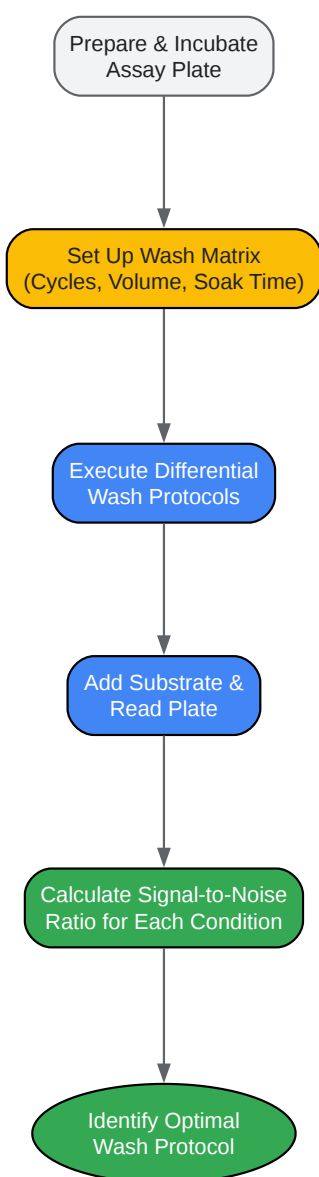 Prepare & Incubate
Assay Plate
Set Up Wash Matrix
(Cycles, Volume, Soak Time)
Execute Differential
Wash Protocols
Add Substrate &
Read Plate
Calculate Signal-to-Noise
Ratio for Each Condition
Identify Optimal
Wash Protocol